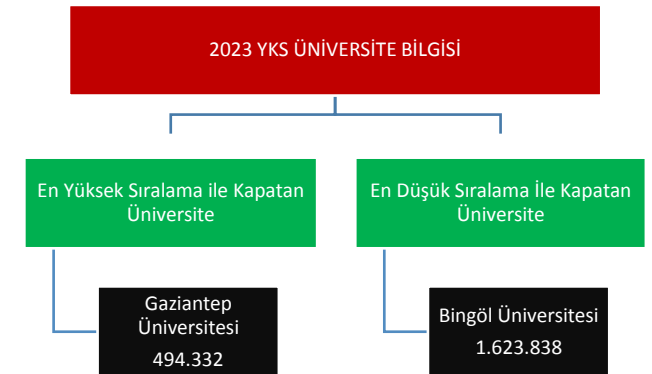 2023 YKS ÜNİVERSİTE BİLGİSİ
En Yüksek Sıralama ile Kapatan
Üniversite
En Düşük Sıralama İle Kapatan
Üniversite
Gaziantep
Üniversitesi
494.332
Bingöl Üniversitesi
1.623.838